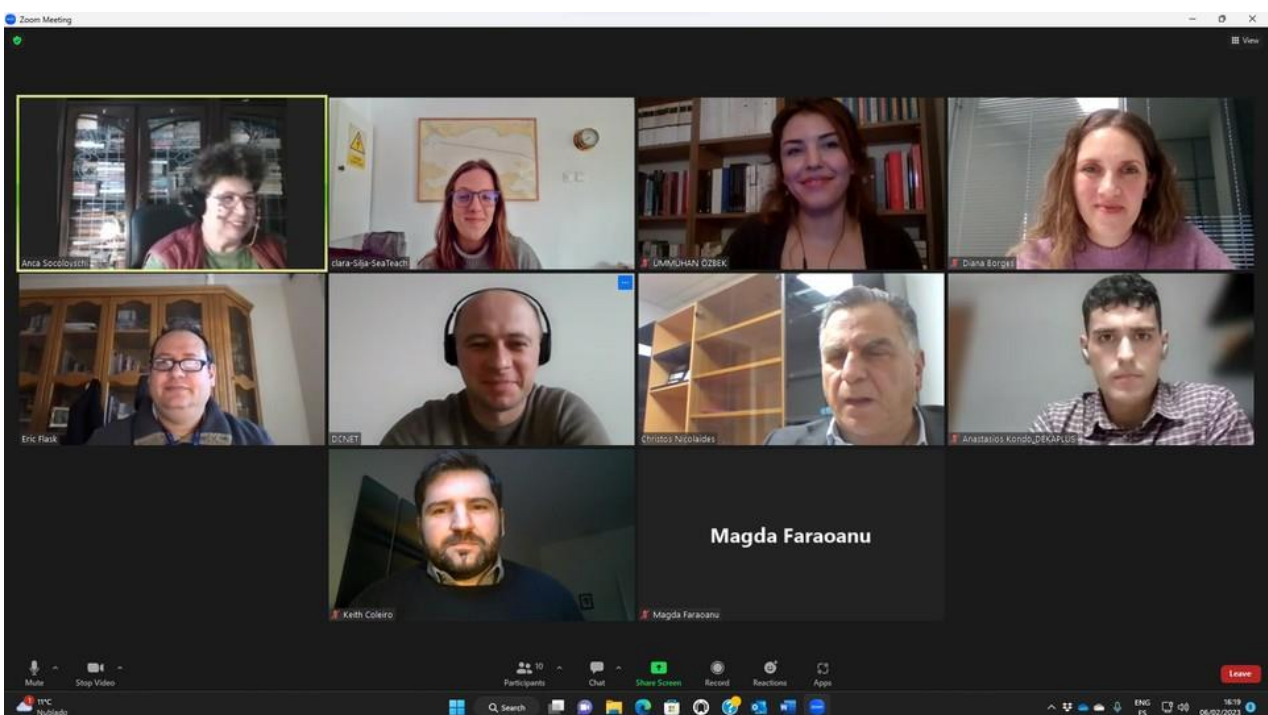 Zoom Meeting
View
Anca Socolovschi
clara-Silja-SeaTeach
ÜMMÜHAN ÖZBEK
Diana Borges
Eric Flask
DCNET
Christos Nicolaides
Anastasios Kondo_DEKAPLUS
Magda Faraoanu
Keith Coleiro
Magda Faraoanu
Mute
Stop Video
10
Participants
Chat
Share Screen
Record
Reactions
Apps
Leave
1
11°C
Nublado
Search
ENG
ES
16:19
06/02/2023